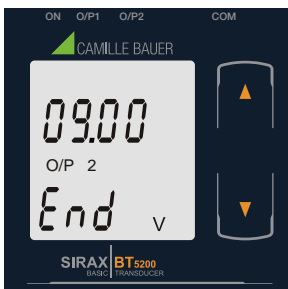 ON O/P1 O/P2 COM
CAMILLE BAUER
09.00
O/P 2
End V
SIRAX BT5200
BASIC TRANSDUCER